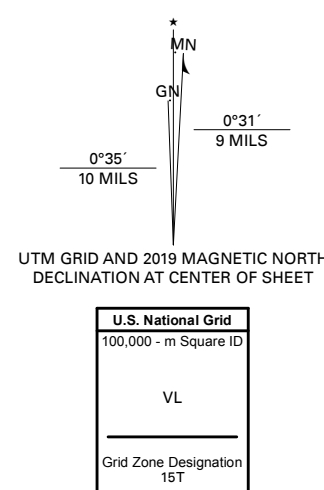 ★
MN
GN
0°31´
9 MILS
0°35´
10 MILS
UTM GRID AND 2019 MAGNETIC NORTH
DECLINATION AT CENTER OF SHEET
U.S. National Grid
100,000 - m Square ID
VL
Grid Zone Designation
15T